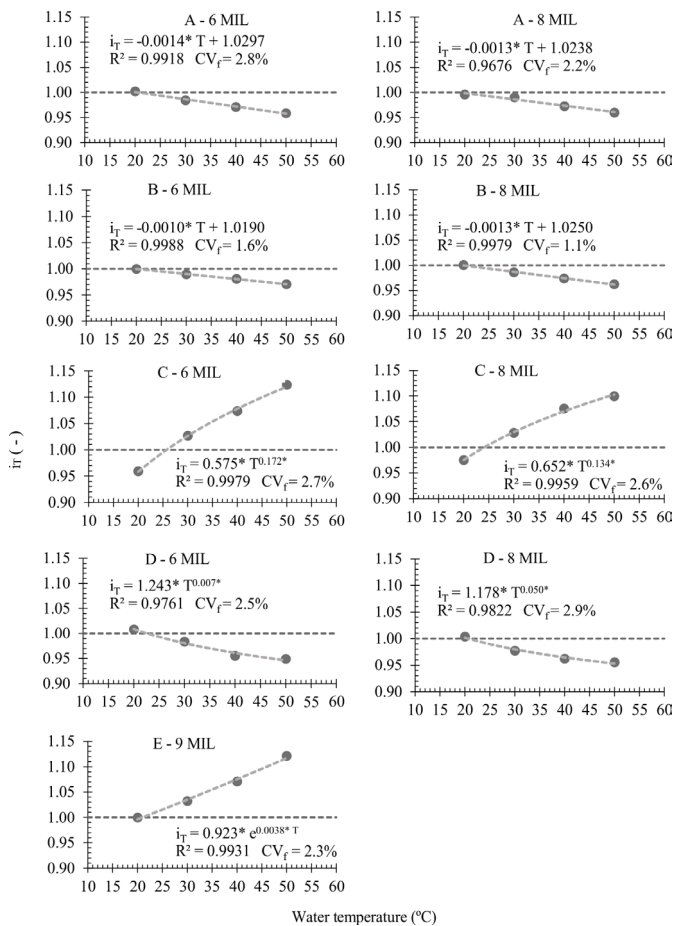 A - 6 MIL
i_T = -0.0014* T + 1.0297
R² = 0.9918 CV_f = 2.8%
1.15
1.10
1.05
1.00
0.95
0.90
10 15 20 25 30 35 40 45 50 55 60
A - 8 MIL
i_T = -0.0013* T + 1.0238
R² = 0.9676 CV_f = 2.2%
1.15
1.10
1.05
1.00
0.95
0.90
10 15 20 25 30 35 40 45 50 55 60
B - 6 MIL
i_T = -0.0010* T + 1.0190
R² = 0.9988 CV_f = 1.6%
1.15
1.10
1.05
1.00
0.95
0.90
10 15 20 25 30 35 40 45 50 55 60
B - 8 MIL
i_T = -0.0013* T + 1.0250
R² = 0.9979 CV_f = 1.1%
1.15
1.10
1.05
1.00
0.95
0.90
10 15 20 25 30 35 40 45 50 55 60
i_T ( - )
C - 6 MIL
1.15
1.10
1.05
1.00
0.95
0.90
i_T = 0.575* T^0.172*
R² = 0.9979 CV_f = 2.7%
10 15 20 25 30 35 40 45 50 55 60
C - 8 MIL
1.15
1.10
1.05
1.00
0.95
0.90
i_T = 0.652* T^0.134*
R² = 0.9959 CV_f = 2.6%
10 15 20 25 30 35 40 45 50 55 60
D - 6 MIL
i_T = 1.243* T^0.007*
R² = 0.9761 CV_f = 2.5%
1.15
1.10
1.05
1.00
0.95
0.90
10 15 20 25 30 35 40 45 50 55 60
D - 8 MIL
i_T = 1.178* T^0.050*
R² = 0.9822 CV_f = 2.9%
1.15
1.10
1.05
1.00
0.95
0.90
10 15 20 25 30 35 40 45 50 55 60
E - 9 MIL
1.15
1.10
1.05
1.00
0.95
0.90
i_T = 0.923* e^0.0038* T
R² = 0.9931 CV_f = 2.3%
10 15 20 25 30 35 40 45 50 55 60
Water temperature (ºC)